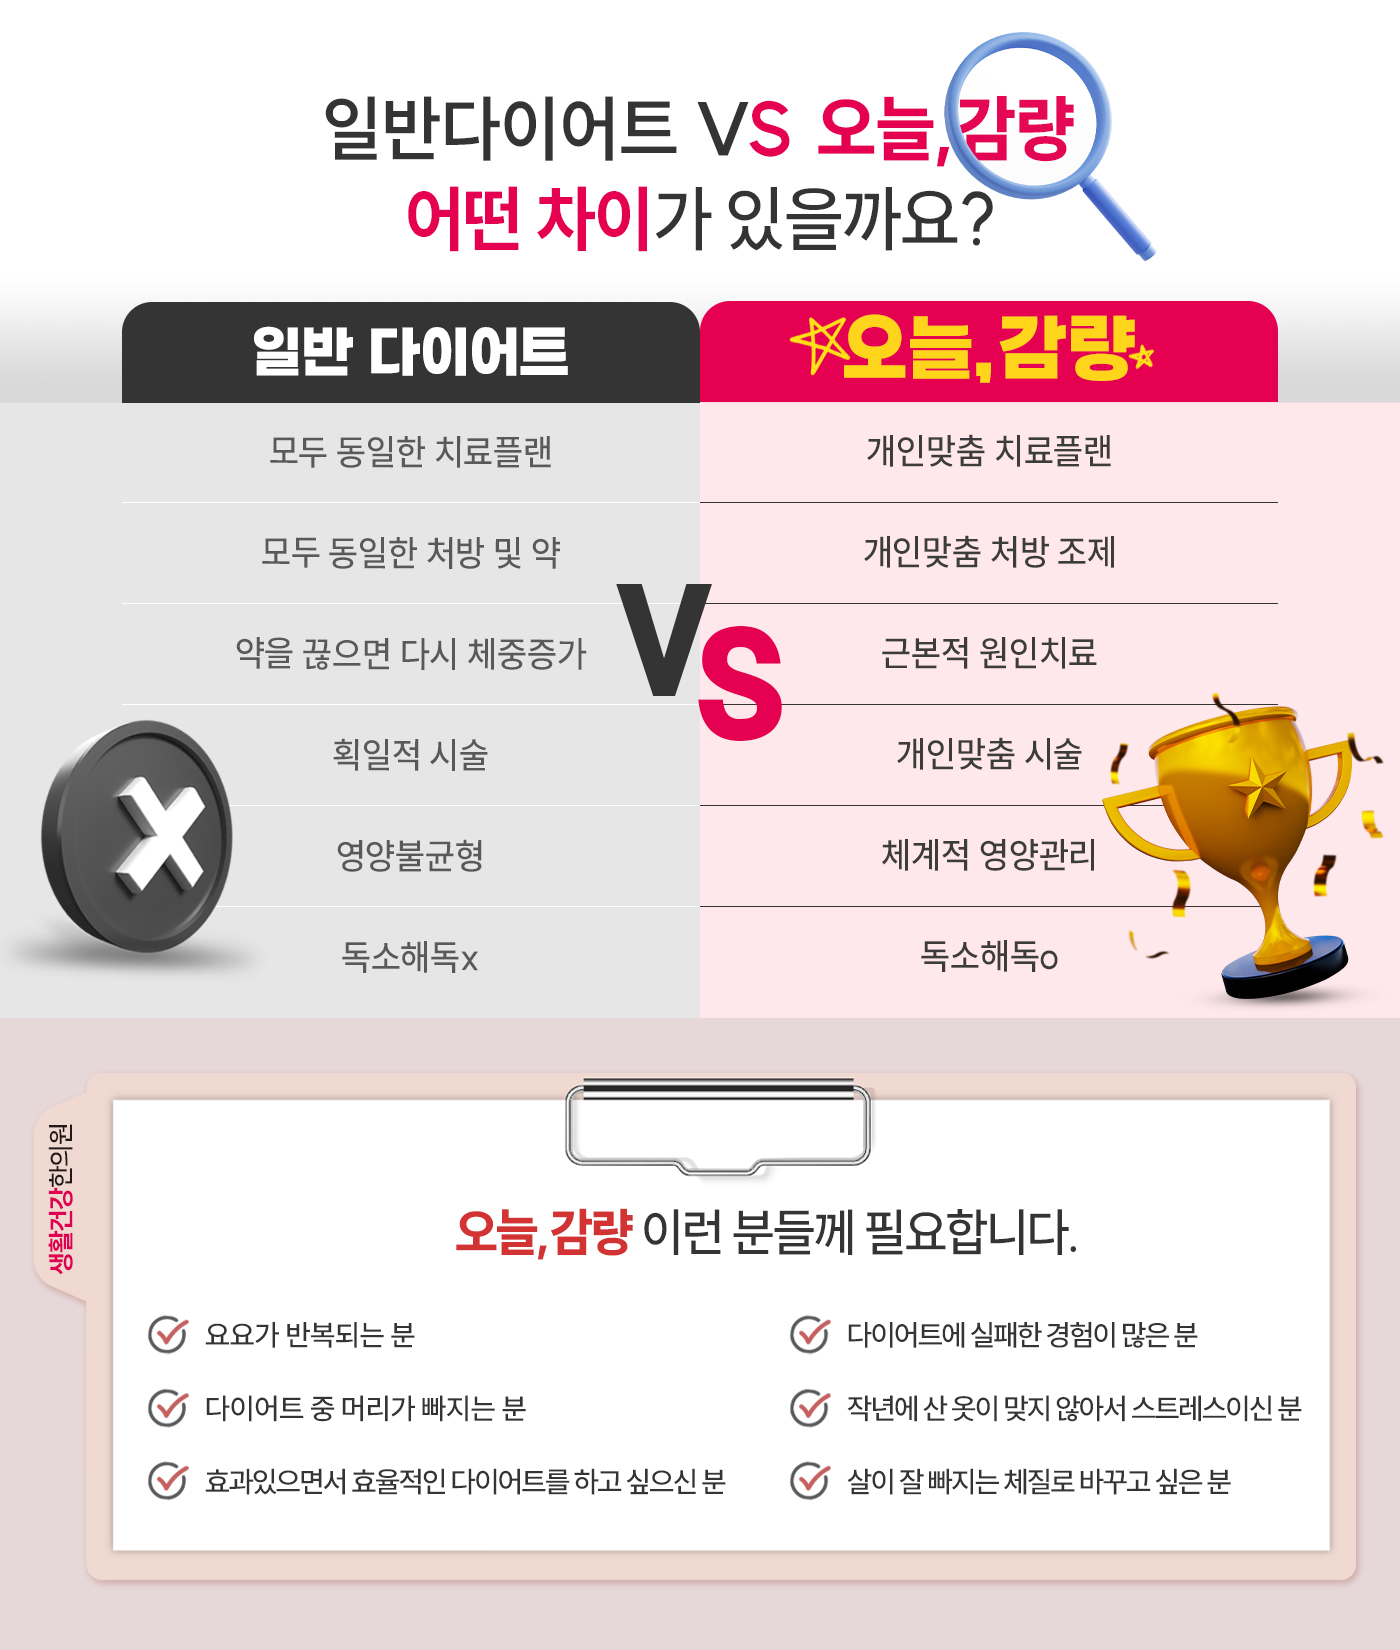 일반다이어트 VS 오늘,감량
어떤 차이가 있을까요?
일반 다이어트
오늘,감량
모두 동일한 치료플랜
개인맞춤 치료플랜
모두 동일한 처방 및 약
개인맞춤 처방 조제
약을 끊으면 다시 체중증가
근본적 원인치료
VS
획일적 시술
개인맞춤 시술
영양불균형
체계적 영양관리
독소해독x
독소해독o
생활건강한의원
오늘,감량 이런 분들께 필요합니다.
요요가 반복되는 분
다이어트에 실패한 경험이 많은 분
다이어트 중 머리가 빠지는 분
작년에 산 옷이 맞지 않아서 스트레스이신 분
효과있으면서 효율적인 다이어트를 하고 싶으신 분
살이 잘 빠지는 체질로 바꾸고 싶은 분